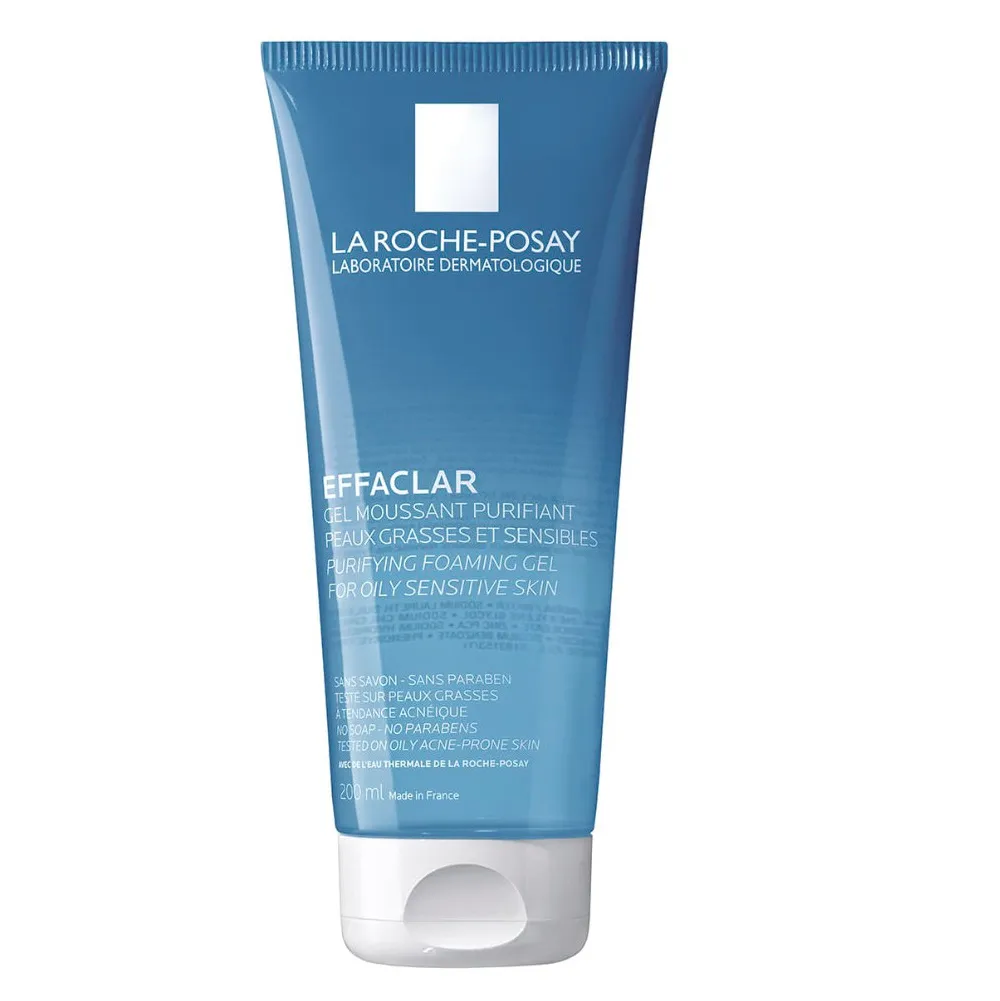 LA ROCHE-POSAY
LABORATOIRE DERMATOLOGIQUE
EFFACLAR
GEL MOUSSANT PURIFIANT
PEAUX GRASSES ET SENSIBLES
PURIFYING FOAMING GEL
FOR OILY SENSITIVE SKIN
SANS SAVON - SANS PARABEN
TESTÉ SUR PEAUX GRASSES
À TENDANCE ACNÉIQUE
NO SOAP - NO PARABENS
TESTED ON OILY ACNE-PRONE SKIN
AVEC DE L'EAU THERMALE DE LA ROCHE-POSAY
200 ml Made in France